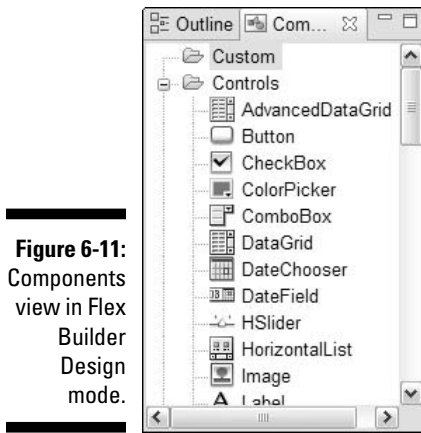 Outline Com...
Custom
Controls
AdvancedDataGrid
Button
CheckBox
ColorPicker
ComboBox
DataGrid
DateChooser
DateField
HSlider
HorizontalList
Image
Label
Figure 6-11:
Components
view in Flex
Builder
Design
mode.